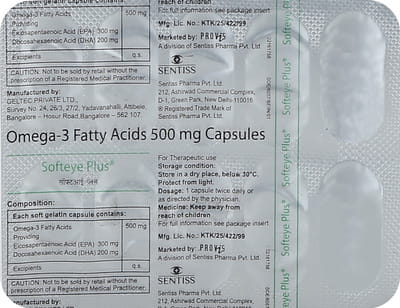 Each soft gelatin capsule contains:
Omega-3 Fatty Acids 500 mg
Providing
Eicosapentaenoic Acid (EPA) 300 mg
Docosahexaenoic Acid (DHA) 200 mg
Excipients q.s.
CAUTION: Not to be sold by retail without the
prescription of a Registered Medical Practitioner.
Manufactured by:
GELTEC PRIVATE LTD.,
Survey No. 24, 26/3, 27/2, Yadavanahalli, Attibele,
Bangalore – Hosur Road, Bangalore – 562 107.
reach of children
For full information see package insert
Mfg. Lic. No.: KTK/25/422/99
Marketed by: PROVIS
A division of Sentiss Pharma Pvt. Ltd.
SENTISS
Sentiss Pharma Pvt. Ltd.
212, Ashirwad Commercial Complex,
D-1, Green Park, New Delhi-110016
® Registered Trade Mark of
Sentiss Pharma Pvt. Ltd.
Omega-3 Fatty Acids 500 mg Capsules
Softeye Plus®
सोफ्टआई प्लस
Composition:
Each soft gelatin capsule contains:
Omega-3 Fatty Acids 500 mg
Providing
Eicosapentaenoic Acid (EPA) 300 mg
Docosahexaenoic Acid (DHA) 200 mg
Excipients q.s.
CAUTION: Not to be sold by retail without the
prescription of a Registered Medical Practitioner.
Manufactured by:
For Therapeutic use
Storage condition:
Store in a dry place, below 30°C.
Protect from light.
Dosage: 1 capsule twice daily or
as directed by the physician.
Medicine: Keep away from
reach of children
For full information see package insert
Mfg. Lic. No.: KTK/25/422/99
Marketed by: PROVIS
A division of Sentiss Pharma Pvt. Ltd.
SENTISS
Sentiss Pharma Pvt. Ltd.
212, Ashirwad Commercial Complex,
Softeye Plus®
Softeye Plus®
Softeye Plus®